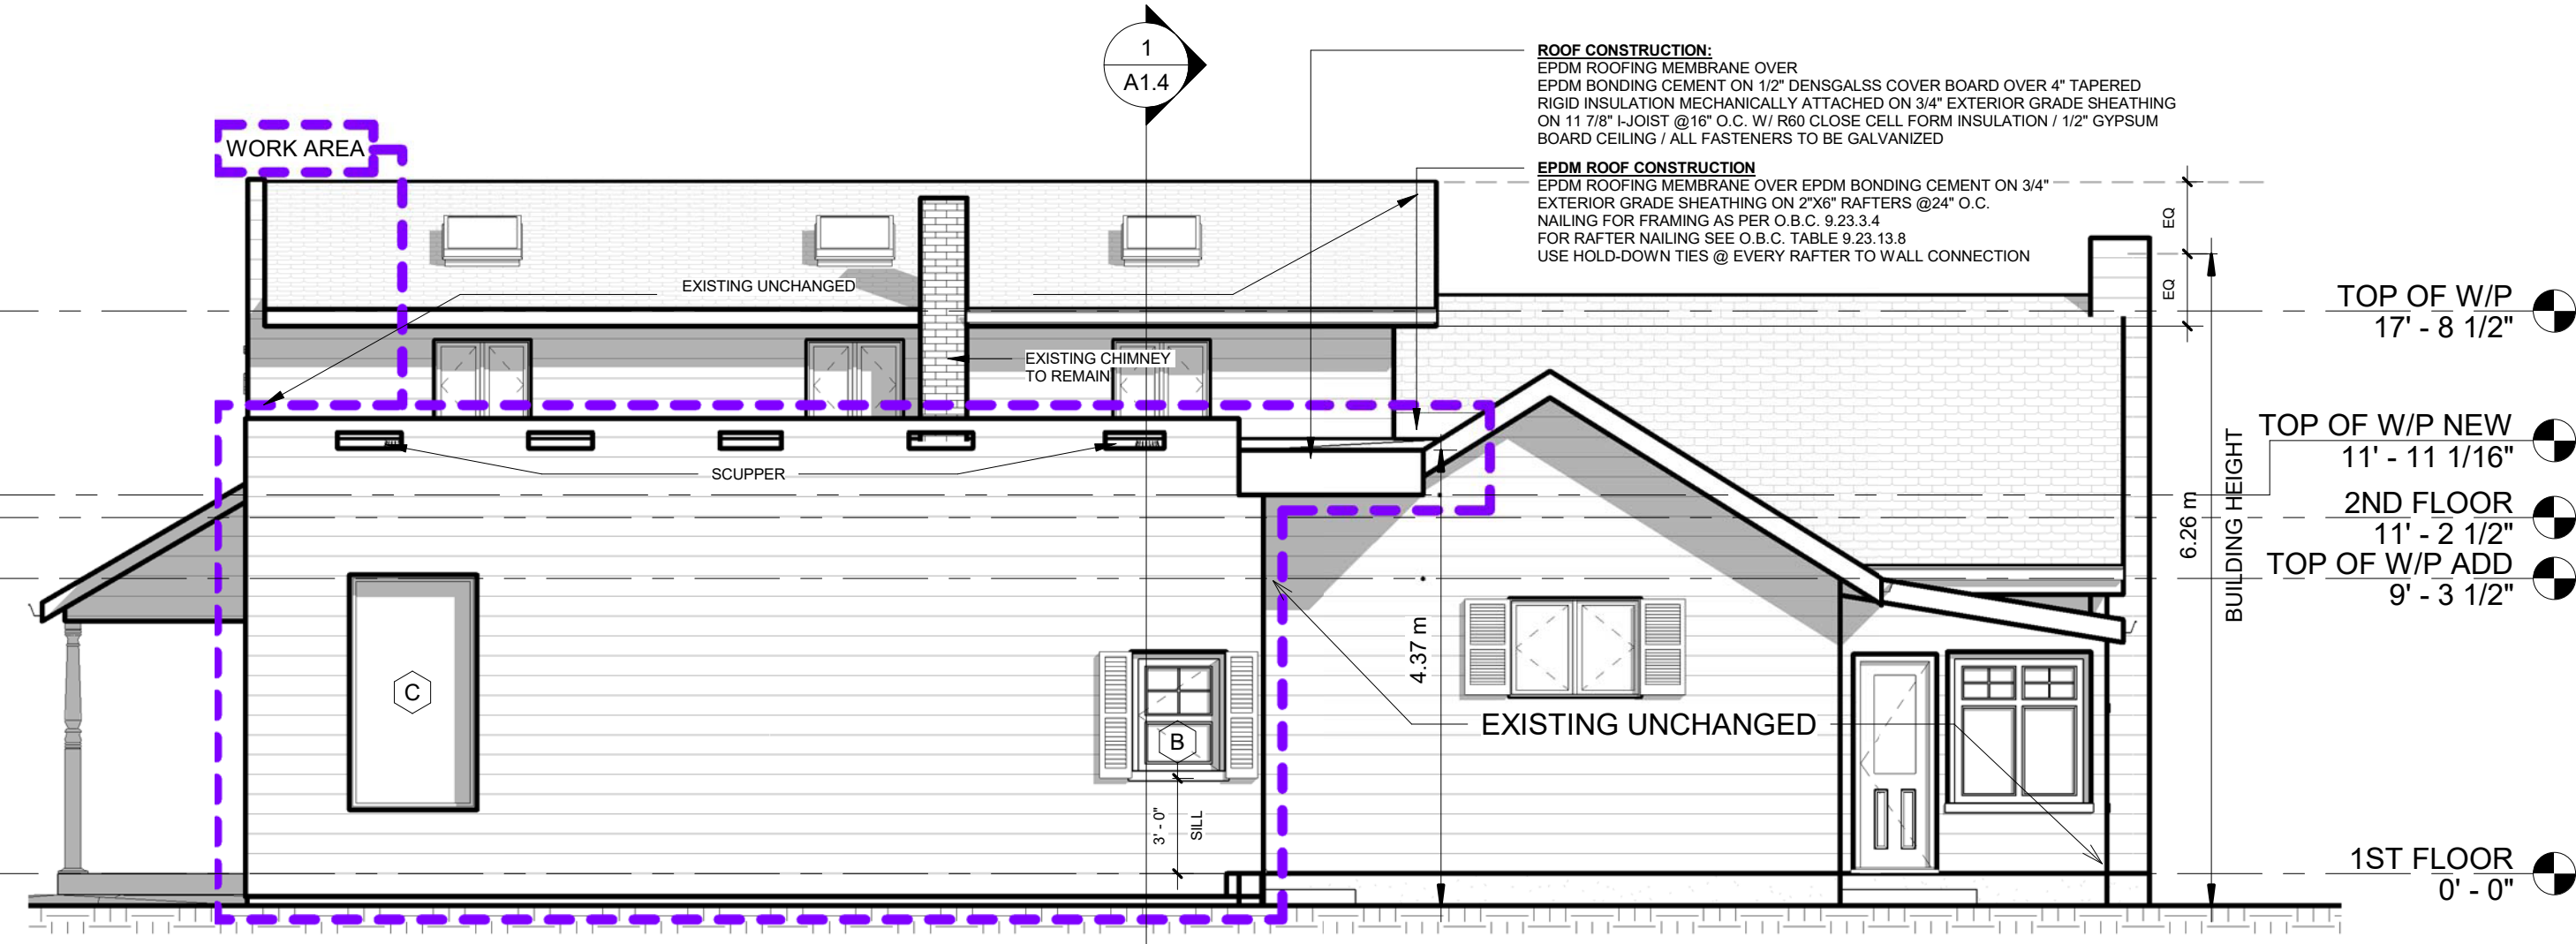 1
A1.4
ROOF CONSTRUCTION:
EPDM ROOFING MEMBRANE OVER
EPDM BONDING CEMENT ON 1/2" DENSGALSS COVER BOARD OVER 4" TAPERED
RIGID INSULATION MECHANICALLY ATTACHED ON 3/4" EXTERIOR GRADE SHEATHING
ON 11 7/8" I-JOIST @16" O.C. W/ R60 CLOSE CELL FORM INSULATION / 1/2" GYPSUM
BOARD CEILING / ALL FASTENERS TO BE GALVANIZED
WORK AREA
EPDM ROOF CONSTRUCTION
EPDM ROOFING MEMBRANE OVER EPDM BONDING CEMENT ON 3/4"
EXTERIOR GRADE SHEATHING ON 2"X6" RAFTERS @24" O.C.
NAILING FOR FRAMING AS PER O.B.C. 9.23.3.4
FOR RAFTER NAILING SEE O.B.C. TABLE 9.23.13.8
USE HOLD-DOWN TIES @ EVERY RAFTER TO WALL CONNECTION
EQ
EQ
EXISTING UNCHANGED
TOP OF W/P
17' - 8 1/2"
EXISTING CHIMNEY
TO REMAIN
TOP OF W/P NEW
11' - 11 1/16"
SCUPPER
2ND FLOOR
11' - 2 1/2"
6.26 m
BUILDING HEIGHT
TOP OF W/P ADD
9' - 3 1/2"
4.37 m
C
EXISTING UNCHANGED
B
3' - 0"
SILL
1ST FLOOR
0' - 0"